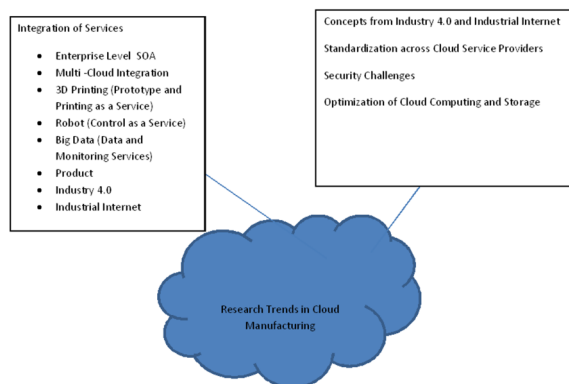 Integration of Services
• Enterprise Level SOA
• Multi -Cloud Integration
• 3D Printing (Prototype and
Printing as a Service)
• Robot (Control as a Service)
• Big Data (Data and
Monitoring Services)
• Product
• Industry 4.0
• Industrial Internet
Concepts from Industry 4.0 and Industrial Internet
Standardization across Cloud Service Providers
Security Challenges
Optimization of Cloud Computing and Storage
Research Trends in Cloud
Manufacturing